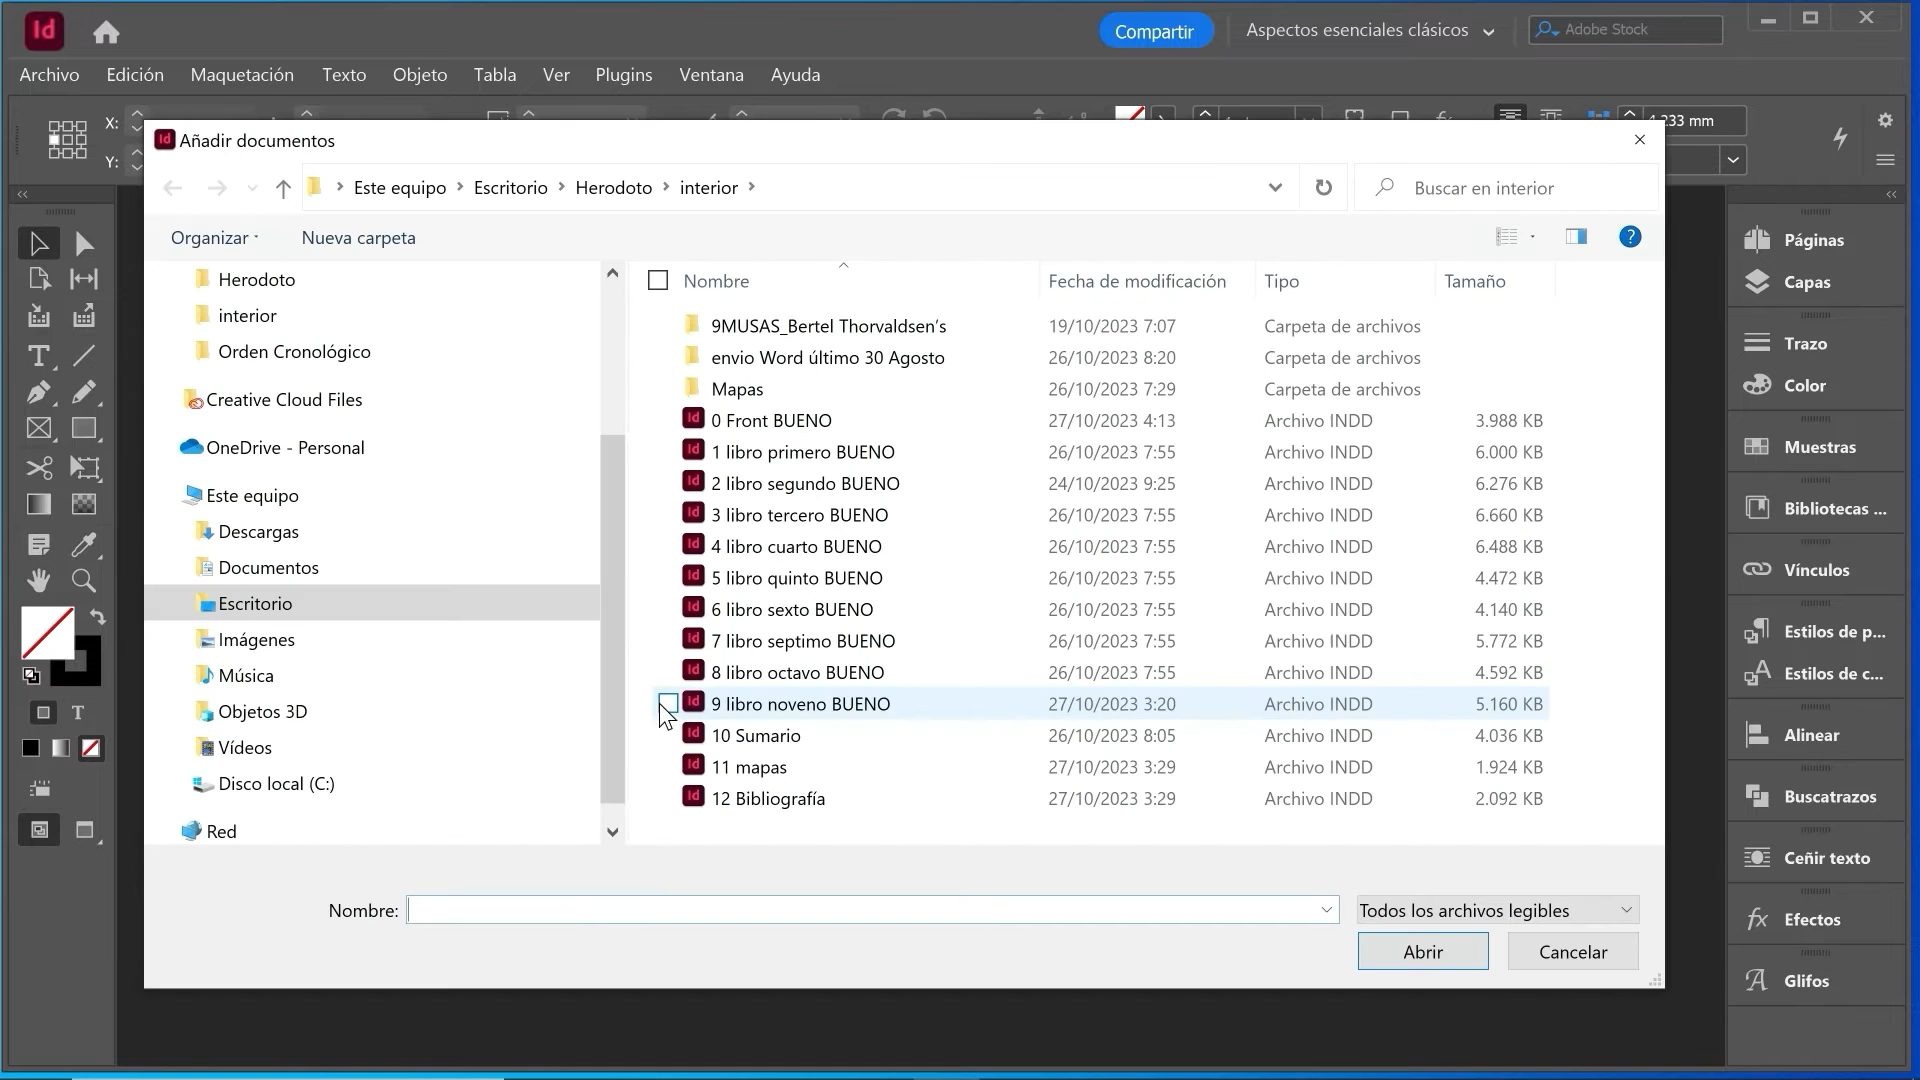 Id
Compartir
Aspectos esenciales clásicos
Adobe Stock
Archivo Edición Maquetación Texto Objeto Tabla Ver Plugins Ventana Ayuda
X:
Y:
Id Añadir documentos
Este equipo > Escritorio > Herodoto > interior >
Buscar en interior
Organizar
Nueva carpeta
?
Herodoto
interior
Orden Cronológico
Creative Cloud Files
OneDrive - Personal
Este equipo
Descargas
Documentos
Escritorio
Imágenes
Música
Objetos 3D
Vídeos
Disco local (C:)
Red
Nombre Fecha de modificación Tipo Tamaño
9MUSAS_Bertel Thorvaldsen’s 19/10/2023 7:07 Carpeta de archivos
envio Word último 30 Agosto 26/10/2023 8:20 Carpeta de archivos
Mapas 26/10/2023 7:29 Carpeta de archivos
Id 0 Front BUENO 27/10/2023 4:13 Archivo INDD 3.988 KB
Id 1 libro primero BUENO 26/10/2023 7:55 Archivo INDD 6.000 KB
Id 2 libro segundo BUENO 24/10/2023 9:25 Archivo INDD 6.276 KB
Id 3 libro tercero BUENO 26/10/2023 7:55 Archivo INDD 6.660 KB
Id 4 libro cuarto BUENO 26/10/2023 7:55 Archivo INDD 6.488 KB
Id 5 libro quinto BUENO 26/10/2023 7:55 Archivo INDD 4.472 KB
Id 6 libro sexto BUENO 26/10/2023 7:55 Archivo INDD 4.140 KB
Id 7 libro septimo BUENO 26/10/2023 7:55 Archivo INDD 5.772 KB
Id 8 libro octavo BUENO 26/10/2023 7:55 Archivo INDD 4.592 KB
Id 9 libro noveno BUENO 27/10/2023 3:20 Archivo INDD 5.160 KB
Id 10 Sumario 26/10/2023 8:05 Archivo INDD 4.036 KB
Id 11 mapas 27/10/2023 3:29 Archivo INDD 1.924 KB
Id 12 Bibliografía 27/10/2023 3:29 Archivo INDD 2.092 KB
Nombre:
Todos los archivos legibles
Abrir
Cancelar
Páginas
Capas
Trazo
Color
Muestras
Bibliotecas ...
Vínculos
Estilos de p...
Estilos de c...
Alinear
Buscatrazos
Ceñir texto
fx Efectos
Glifos